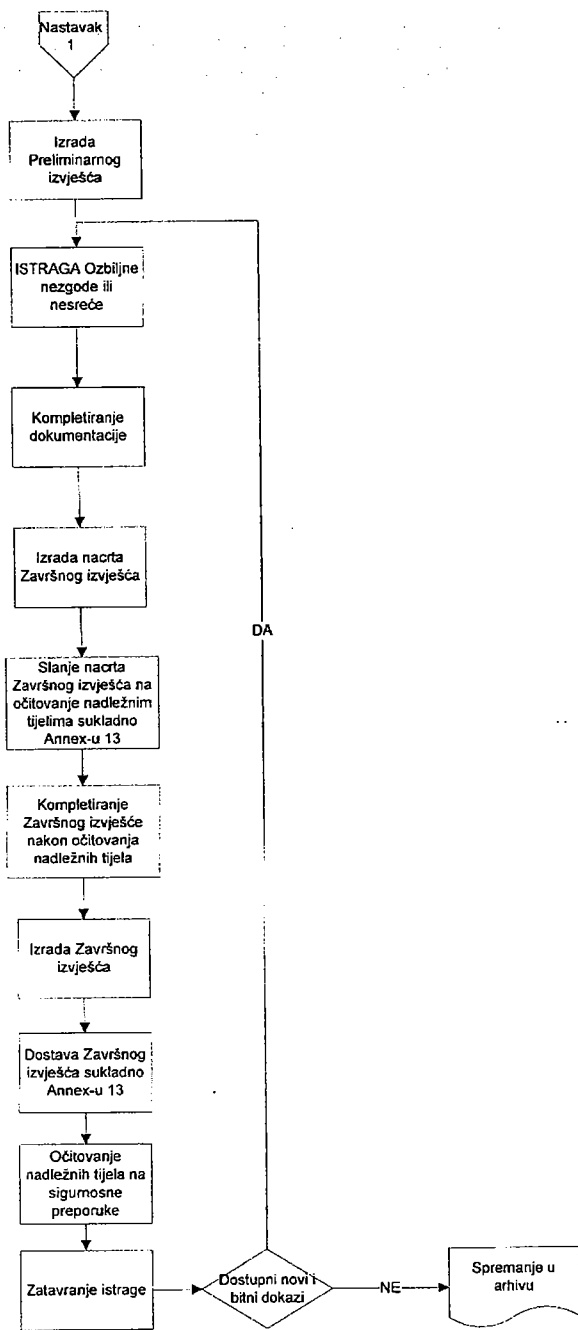 Nastavak
1
Izrada
Preliminarnog
izvješća
ISTRAGA Ozbiljne
nezgode ili
nesreće
Kompletiranje
dokumentacije
Izrada nacrta
Završnog izvješća
DA
Slanje nacrta
Završnog izvješća na
očitovanje nadležnim
tijelima sukladno
Annex-u 13
Kompletiranje
Završnog izvješće
nakon očitovanja
nadležnih tijela
Izrada Završnog
izvješća
Dostava Završnog
izvješća sukladno
Annex-u 13
Očitovanje
nadležnih tijela na
sigurnosne
preporuke
Zatavranje istrage
Dostupni novi i
bitni dokazi
NE
Spremanje u
arhivu